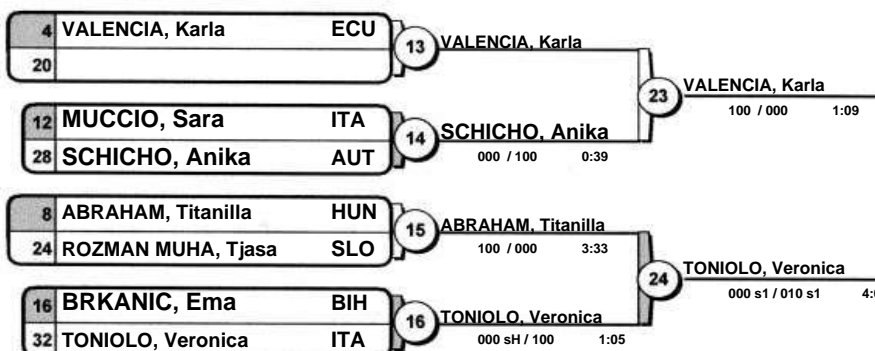 4 VALENCIA, Karla ECU
20
13 VALENCIA, Karla
12 MUCCIO, Sara ITA
28 SCHICHO, Anika AUT
14 SCHICHO, Anika
000 / 100 0:39
23 VALENCIA, Karla
100 / 000 1:09
8 ABRAHAM, Titanilla HUN
24 ROZMAN MUHA, Tjasa SLO
15 ABRAHAM, Titanilla
100 / 000 3:33
16 BRKANIC, Ema BIH
32 TONIOLO, Veronica ITA
16 TONIOLO, Veronica
000 sH / 100 1:05
24 TONIOLO, Veronica
000 s1 / 010 s1